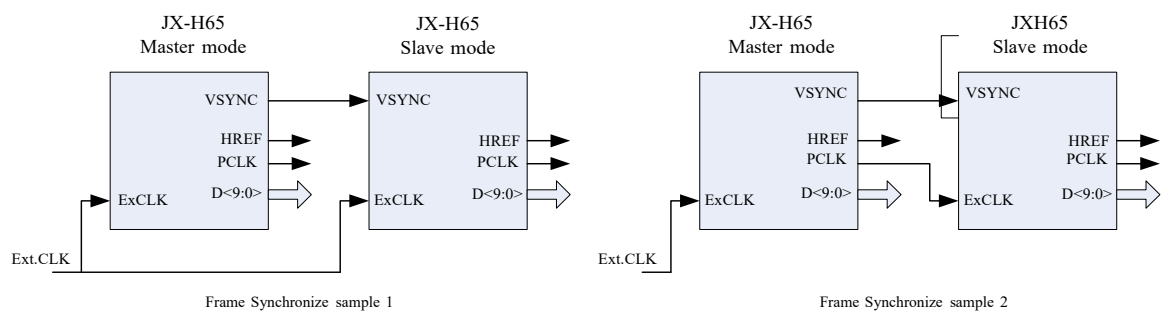 JX-H65
Master mode
VSYNC
HREF
PCLK
D<9:0>
ExCLK
JX-H65
Slave mode
VSYNC
HREF
PCLK
D<9:0>
ExCLK
Ext.CLK
Frame Synchronize sample 1
JX-H65
Master mode
VSYNC
HREF
PCLK
D<9:0>
ExCLK
JXH65
Slave mode
VSYNC
HREF
PCLK
D<9:0>
ExCLK
Ext.CLK
Frame Synchronize sample 2